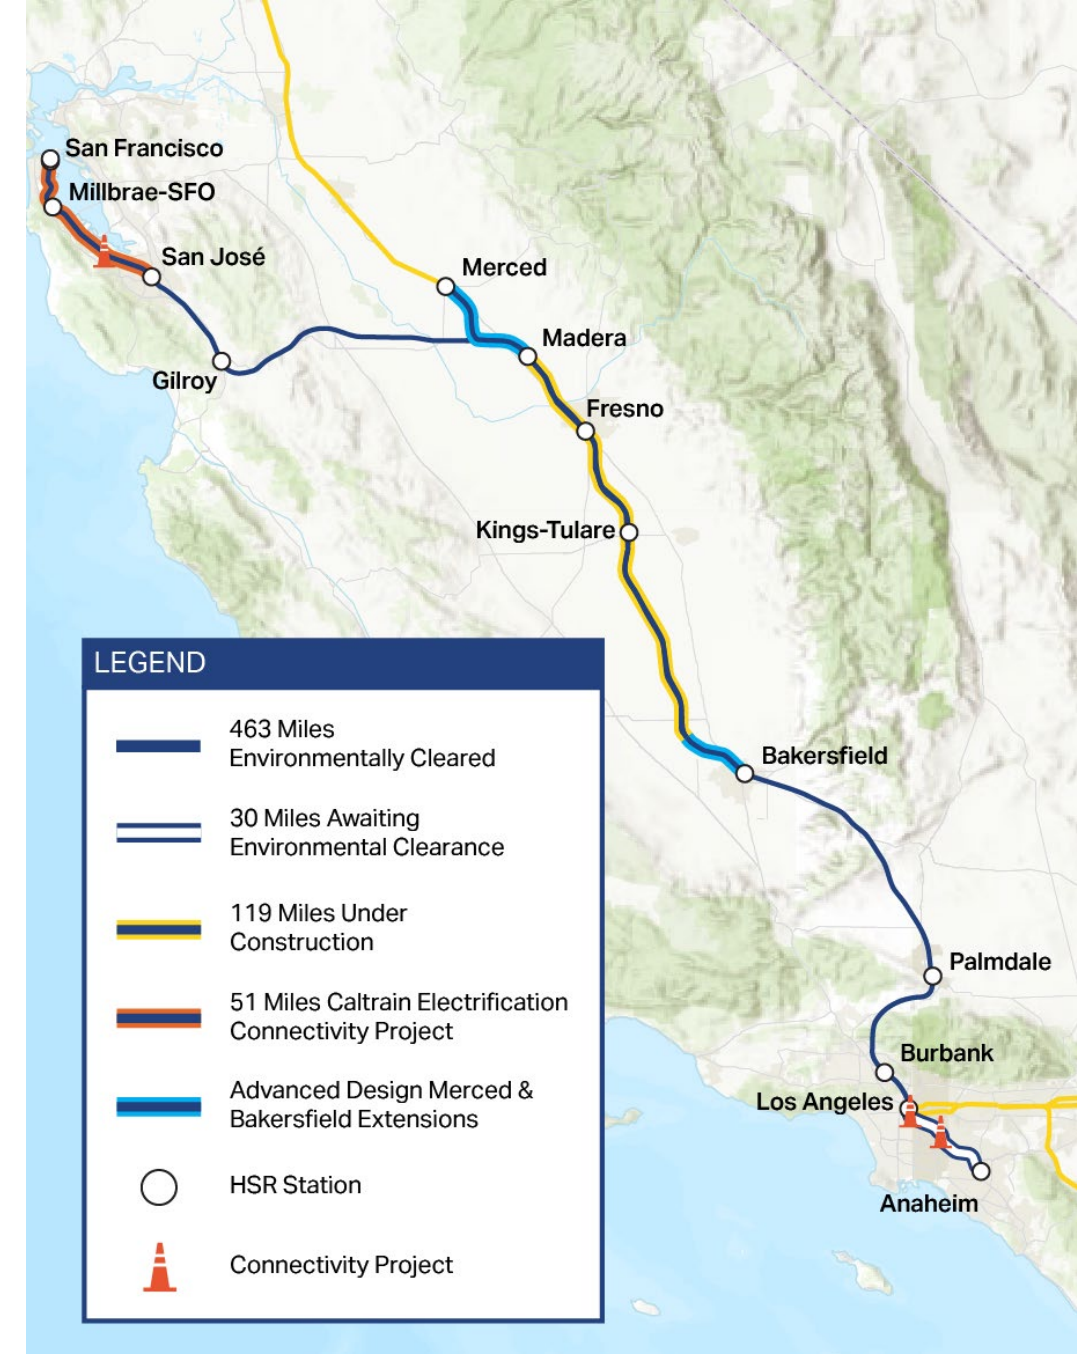 San Francisco
Millbrae-SFO
San José
Gilroy
Merced
Madera
Fresno
Kings-Tulare
LEGEND
463 Miles
Environmentally Cleared
30 Miles Awaiting
Environmental Clearance
119 Miles Under
Construction
51 Miles Caltrain Electrification
Connectivity Project
Advanced Design Merced &
Bakersfield Extensions
HSR Station
Connectivity Project
Bakersfield
Palmdale
Burbank
Los Angeles
Anaheim